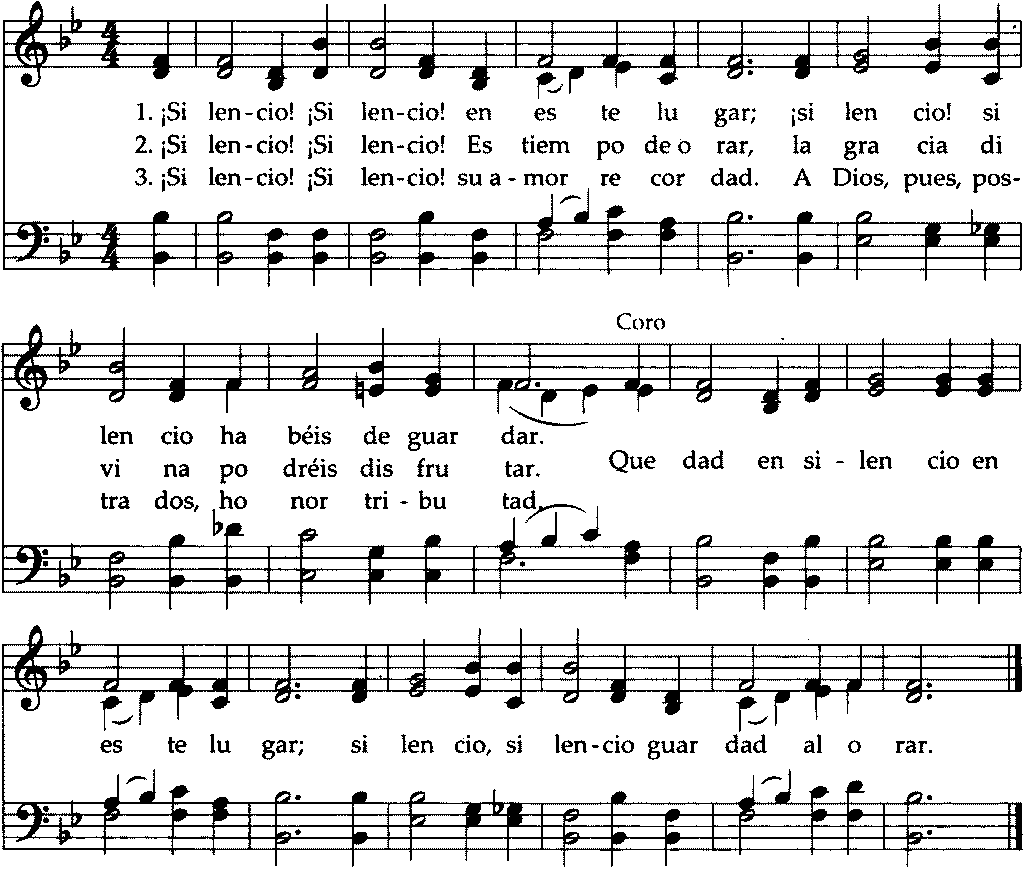 1. ¡Si len-cio! ¡Si len-cio! en es te lu gar; ¡si len cio! si
2. ¡Si len-cio! ¡Si len-cio! Es tiem po de o rar, la gra cia di
3. ¡Si len-cio! ¡Si len-cio! su a-mor re cor dad. A Dios, pues, pos-
Coro
len cio ha béis de guar dar.
vi na po dréis dis fru tar.
Que dad en si-len cio en
tra dos, ho nor tri-bu tad.
es te lu gar; si len cio, si len-cio guar dad al o rar.